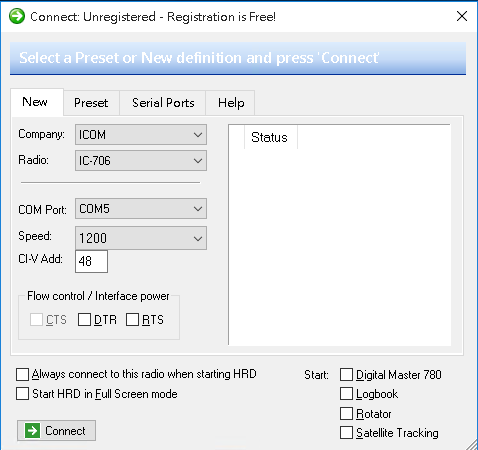 Connect: Unregistered - Registration is Free!
Select a Preset or New definition and press 'Connect'
New Preset Serial Ports Help
Company: ICOM
Status
Radio: IC-706
COM Port: COM5
Speed: 1200
CI-V Add: 48
Flow control / Interface power
CTS DTR RTS
Always connect to this radio when starting HRD
Start: Digital Master 780
Start HRD in Full Screen mode
Logbook
Rotator
Connect
Satellite Tracking